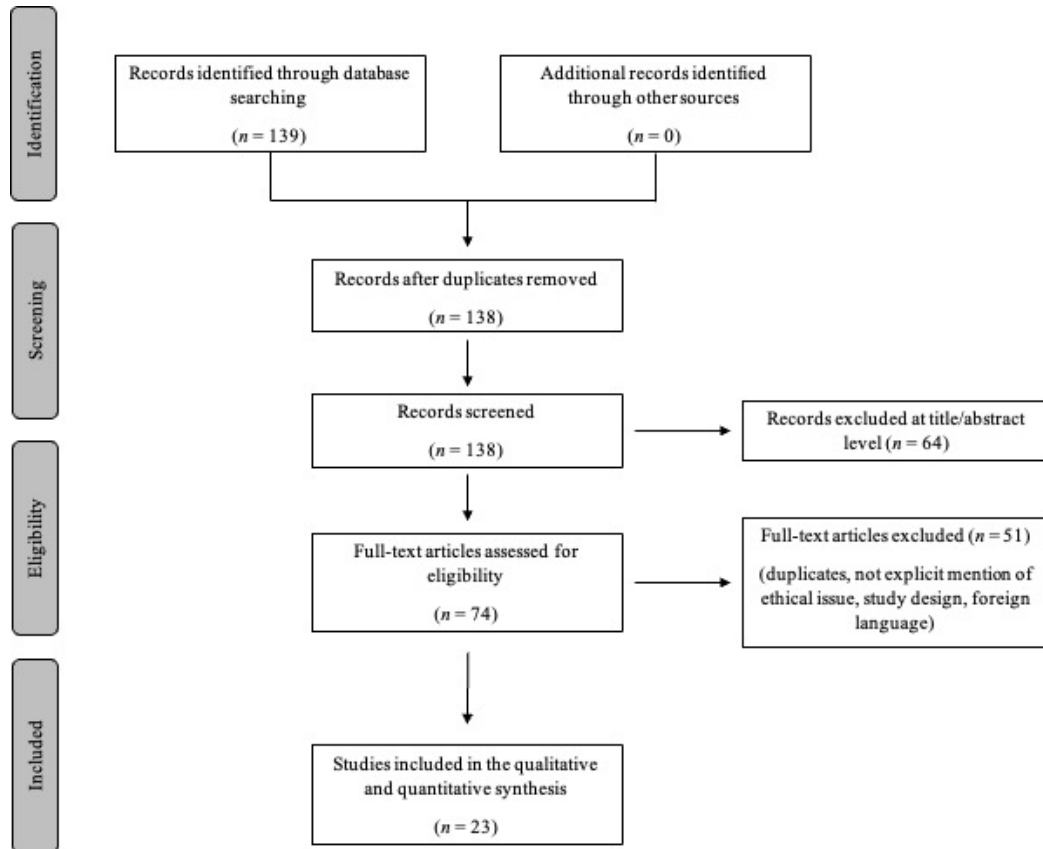 Identification
Records identified through database
searching
(n = 139)
Additional records identified
through other sources
(n = 0)
Screening
Records after duplicates removed
(n = 138)
Records screened
(n = 138)
Records excluded at title/abstract
level (n = 64)
Eligibility
Full-text articles assessed for
eligibility
(n = 74)
Full-text articles excluded (n = 51)
(duplicates, not explicit mention of
ethical issue, study design, foreign
language)
Included
Studies included in the qualitative
and quantitative synthesis
(n = 23)